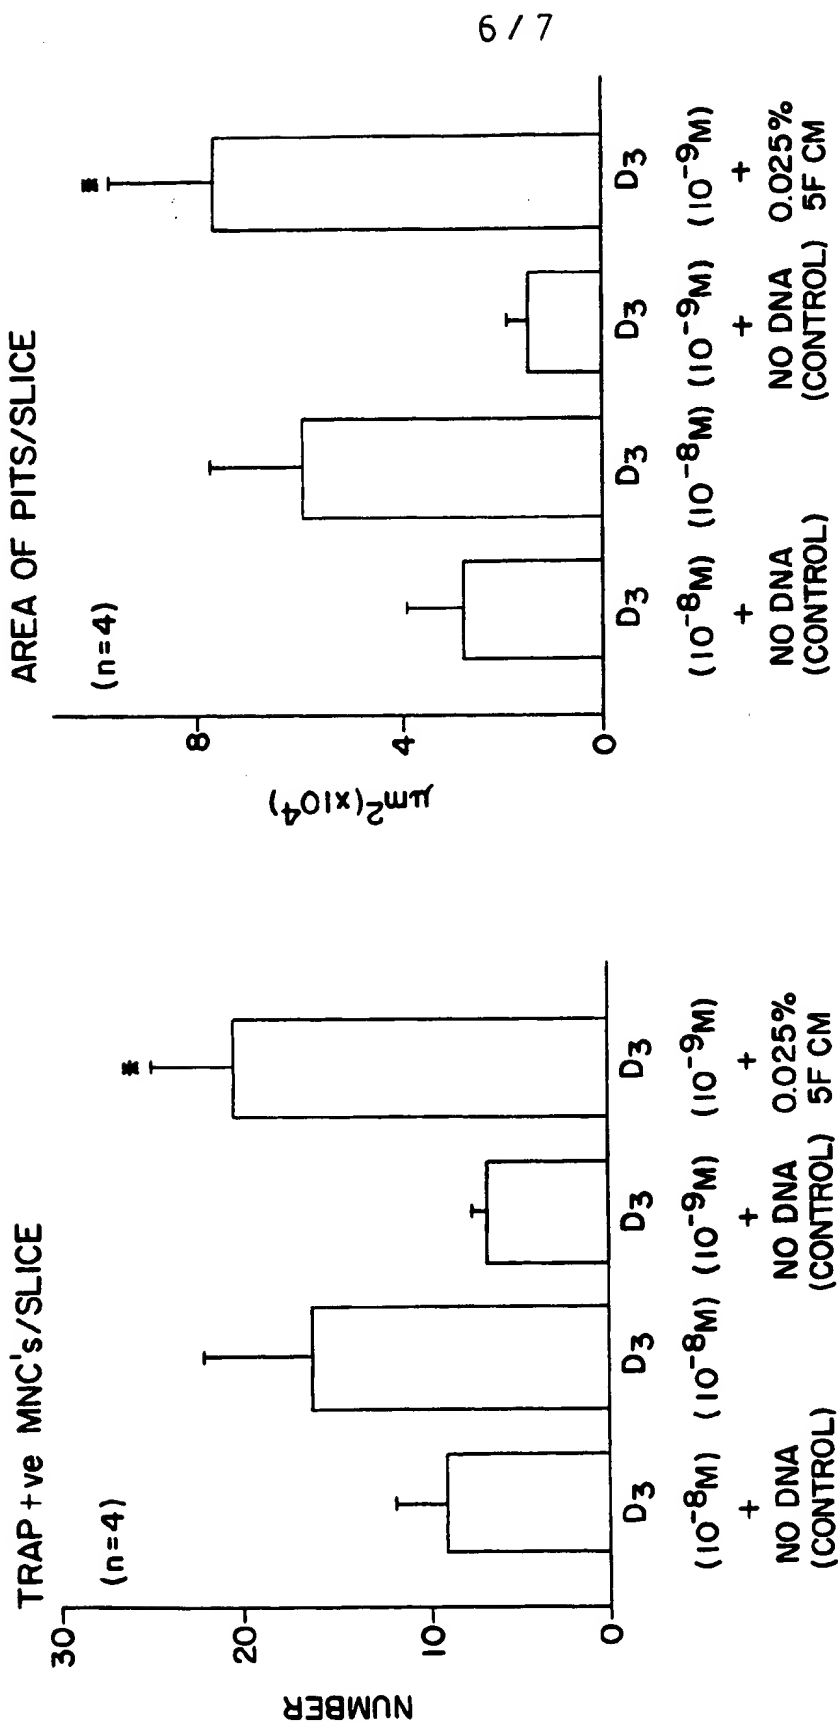 6 / 7
TRAP +ve MNC's/SLICE
(n=4)
30
20
10
0
NUMBER
D3 D3 D3 D3
(10⁻⁸M) (10⁻⁸M) (10⁻⁹M) (10⁻⁹M)
+ + +
NO DNA NO DNA 0.025%
(CONTROL) (CONTROL) 5F CM
*
AREA OF PITS/SLICE
(n=4)
8
4
0
µm²(x10⁴)
D3 D3 D3 D3
(10⁻⁸M) (10⁻⁸M) (10⁻⁹M) (10⁻⁹M)
+ + +
NO DNA NO DNA 0.025%
(CONTROL) (CONTROL) 5F CM
*